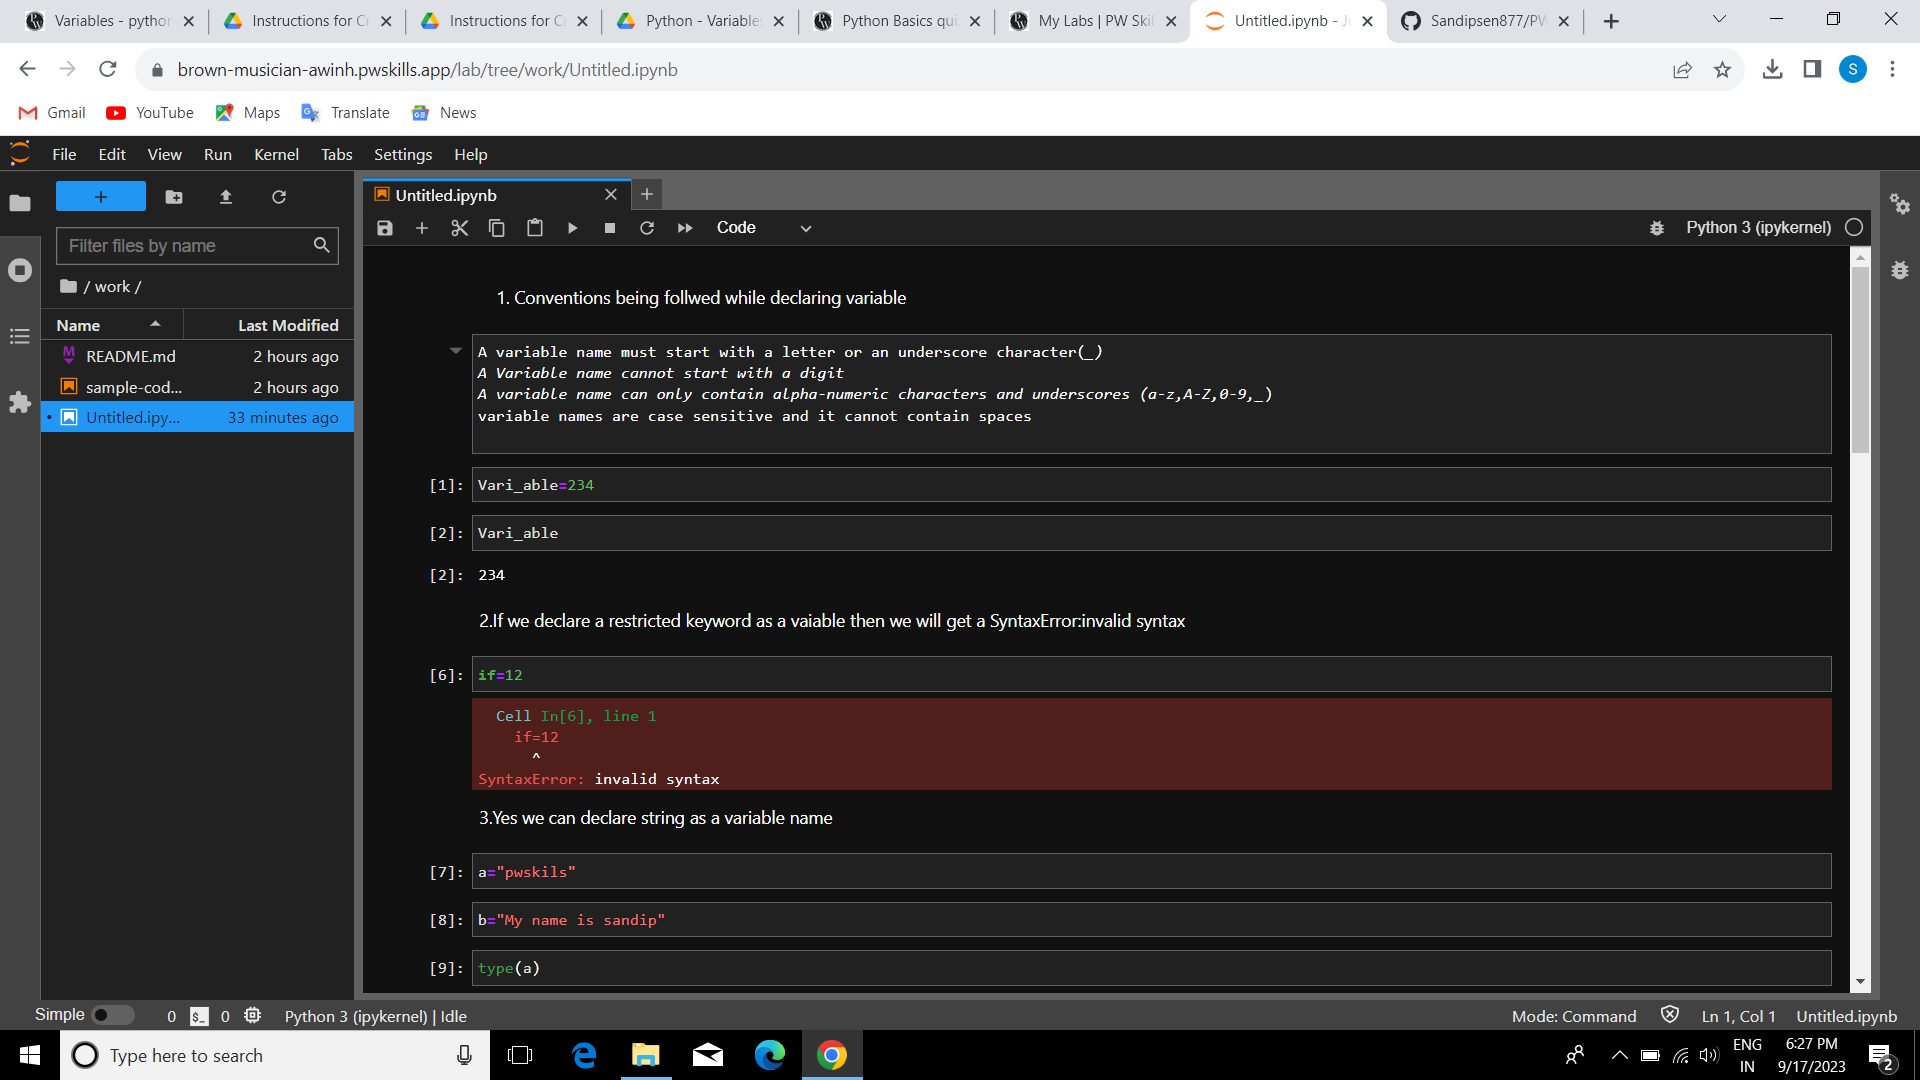 Variables - python
Instructions for Cr
Instructions for Cr
Python - Variables
Python Basics qui
My Labs | PW Skil
Untitled.ipynb - Ju
Sandipsen877/PW
brown-musician-awinh.pwskills.app/lab/tree/work/Untitled.ipynb
S
Gmail
YouTube
Maps
Translate
News
File
Edit
View
Run
Kernel
Tabs
Settings
Help
Untitled.ipynb
Code
Python 3 (ipykernel)
Filter files by name
/ work /
Name
Last Modified
README.md
2 hours ago
sample-cod...
2 hours ago
Untitled.ipy...
33 minutes ago
1. Conventions being follwed while declaring variable
A variable name must start with a letter or an underscore character(_)
A Variable name cannot start with a digit
A variable name can only contain alpha-numeric characters and underscores (a-z,A-Z,0-9,_)
variable names are case sensitive and it cannot contain spaces
[1]: Vari_able=234
[2]: Vari_able
[2]: 234
2.If we declare a restricted keyword as a vaiable then we will get a SyntaxError:invalid syntax
[6]: if=12
Cell In[6], line 1
if=12
^
SyntaxError: invalid syntax
3.Yes we can declare string as a variable name
[7]: a="pwskils"
[8]: b="My name is sandip"
[9]: type(a)
Simple
0
$_
0
Python 3 (ipykernel) | Idle
Mode: Command
Ln 1, Col 1
Untitled.ipynb
Type here to search
ENG
IN
6:27 PM
9/17/2023
2